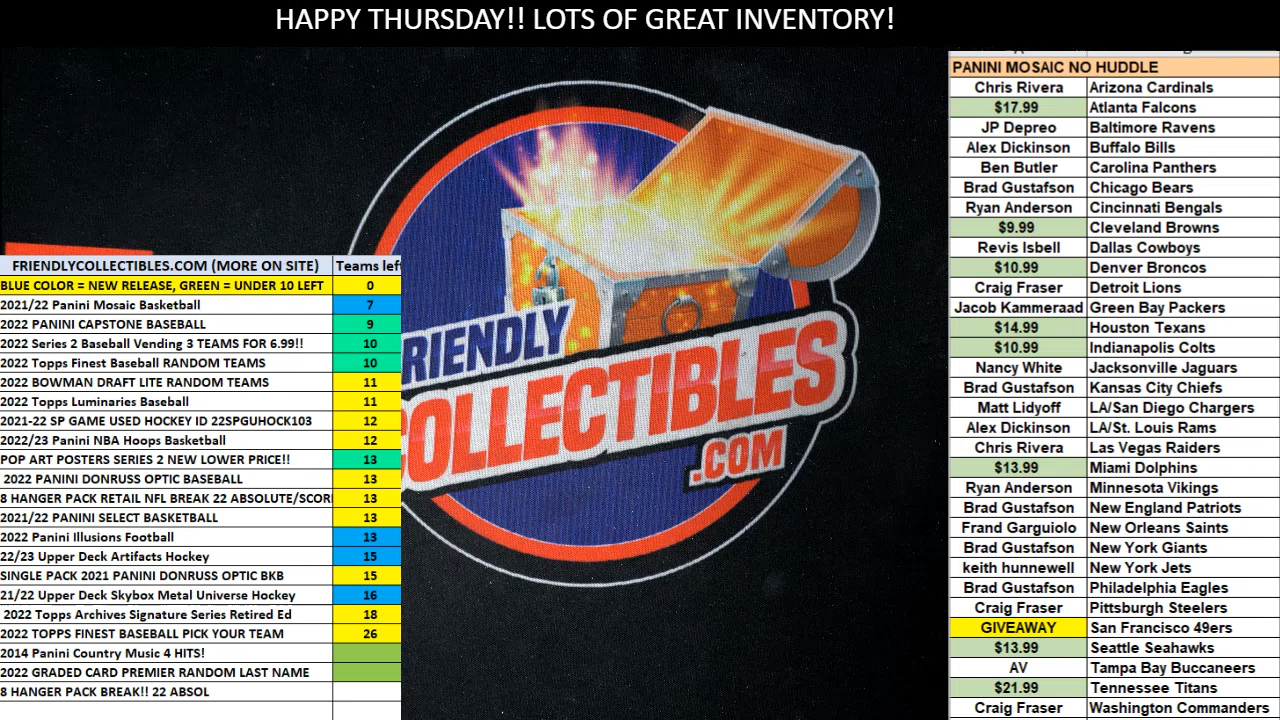 HAPPY THURSDAY!! LOTS OF GREAT INVENTORY!
FRIENDLYCOLLECTIBLES.COM (MORE ON SITE) Teams left
BLUE COLOR = NEW RELEASE, GREEN = UNDER 10 LEFT 0
2021/22 Panini Mosaic Basketball 7
2022 PANINI CAPSTONE BASEBALL 9
2022 Series 2 Baseball Vending 3 TEAMS FOR 6.99!! 10
2022 Topps Finest Baseball RANDOM TEAMS 10
2022 BOWMAN DRAFT LITE RANDOM TEAMS 11
2022 Topps Luminaries Baseball 11
2021-22 SP GAME USED HOCKEY ID 22SPGUHOCK103 12
2022/23 Panini NBA Hoops Basketball 12
POP ART POSTERS SERIES 2 NEW LOWER PRICE!! 13
2022 PANINI DONRUSS OPTIC BASEBALL 13
8 HANGER PACK RETAIL NFL BREAK 22 ABSOLUTE/SCORE 13
2021/22 PANINI SELECT BASKETBALL 13
2022 Panini Illusions Football 13
22/23 Upper Deck Artifacts Hockey 15
SINGLE PACK 2021 PANINI DONRUSS OPTIC BKB 15
21/22 Upper Deck Skybox Metal Universe Hockey 16
2022 Topps Archives Signature Series Retired Ed 18
2022 TOPPS FINEST BASEBALL PICK YOUR TEAM 26
2014 Panini Country Music 4 HITS!
2022 GRADED CARD PREMIER RANDOM LAST NAME
8 HANGER PACK BREAK!! 22 ABSOL
RIENDLY
COLLECTIBLES
.COM
PANINI MOSAIC NO HUDDLE
Chris Rivera Arizona Cardinals
$17.99 Atlanta Falcons
JP Depreo Baltimore Ravens
Alex Dickinson Buffalo Bills
Ben Butler Carolina Panthers
Brad Gustafson Chicago Bears
Ryan Anderson Cincinnati Bengals
$9.99 Cleveland Browns
Revis Isbell Dallas Cowboys
$10.99 Denver Broncos
Craig Fraser Detroit Lions
Jacob Kammeraad Green Bay Packers
$14.99 Houston Texans
$10.99 Indianapolis Colts
Nancy White Jacksonville Jaguars
Brad Gustafson Kansas City Chiefs
Matt Lidyoff LA/San Diego Chargers
Alex Dickinson LA/St. Louis Rams
Chris Rivera Las Vegas Raiders
$13.99 Miami Dolphins
Ryan Anderson Minnesota Vikings
Brad Gustafson New England Patriots
Frand Garguiolo New Orleans Saints
Brad Gustafson New York Giants
keith hunnewell New York Jets
Brad Gustafson Philadelphia Eagles
Craig Fraser Pittsburgh Steelers
GIVEAWAY San Francisco 49ers
$13.99 Seattle Seahawks
AV Tampa Bay Buccaneers
$21.99 Tennessee Titans
Craig Fraser Washington Commanders